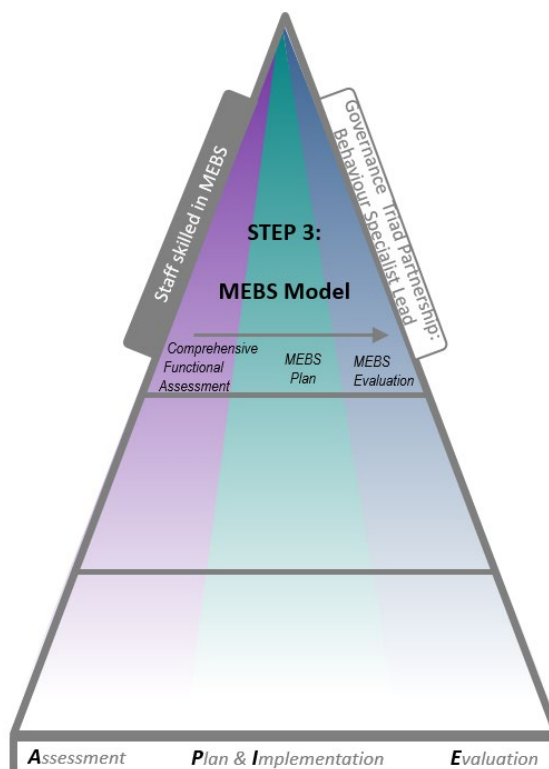 Staff skilled in MEBS
Governance Triad Partnership:
Behaviour Specialist Lead
STEP 3:
MEBS Model
Comprehensive
Functional
Assessment
MEBS
Plan
MEBS
Evaluation
Assessment Plan & Implementation Evaluation